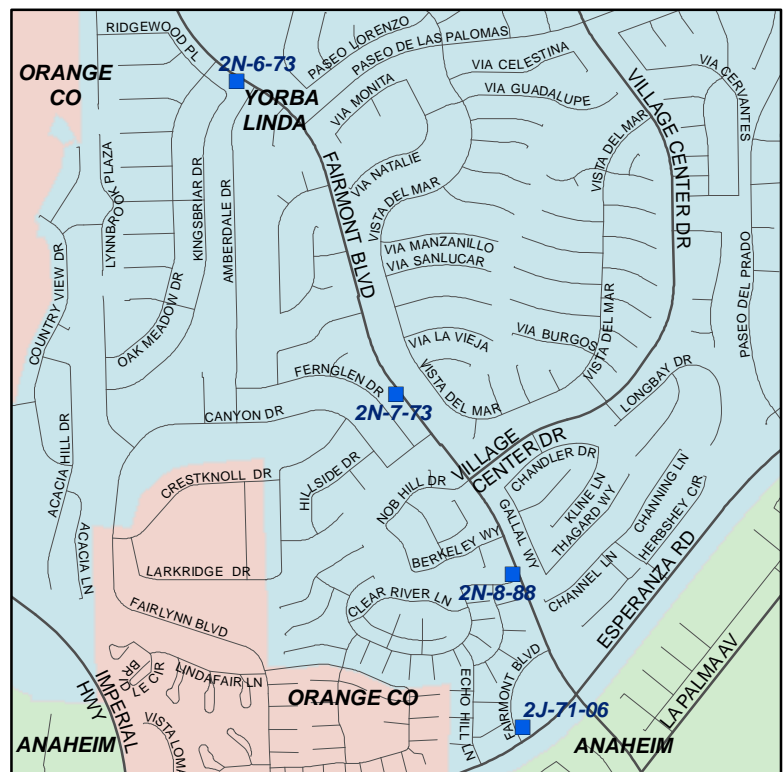 RIDGEWOOD PL
ORANGE
CO
2N-6-73
YORBA
LINDA
PASEO LORENZO
PASEO DE LAS PALOMAS
VIA CELESTINA
VIA MONITA
VIA GUADALUPE
VIA CERVANTES
VILLAGE CENTER DR
VISTA DEL MAR
VIA NATALIE
VISTA DEL MAR
FAIRMONT BLVD
LYNNBROOK PLAZA
KINGSBRIAR DR
AMBERDALE DR
COUNTRY VIEW DR
OAK MEADOW DR
VIA MANZANILLO
VIA SANLUCAR
PASEO DEL PRADO
VIA LA VIEJA
VIA BURGOS
VISTA DEL MAR
VISTA DEL MAR
FERNGLEN DR
2N-7-73
CANYON DR
LONGBAY DR
VILLAGE
CENTER DR
CHANDLER DR
ACACIA HILL DR
CRESTKNOLL DR
HILLSIDE DR
NOB HILL DR
GALLAL WY
KLINE LN
THAGARD WY
CHANNING LN
HERBSHEY CIR
ACACIA LN
BERKELEY WY
LARKRIDGE DR
2N-8-88
CHANNEL LN
ESPERANZA RD
CLEAR RIVER LN
FAIRLYNN BLVD
LINDAFAIR LN
ORANGE CO
ECHO HILL LN
FAIRMONT BLVD
2J-71-06
LA PALMA AV
IMPERIAL
HWY
VISTA LOMA
ANAHEIM
ANAHEIM